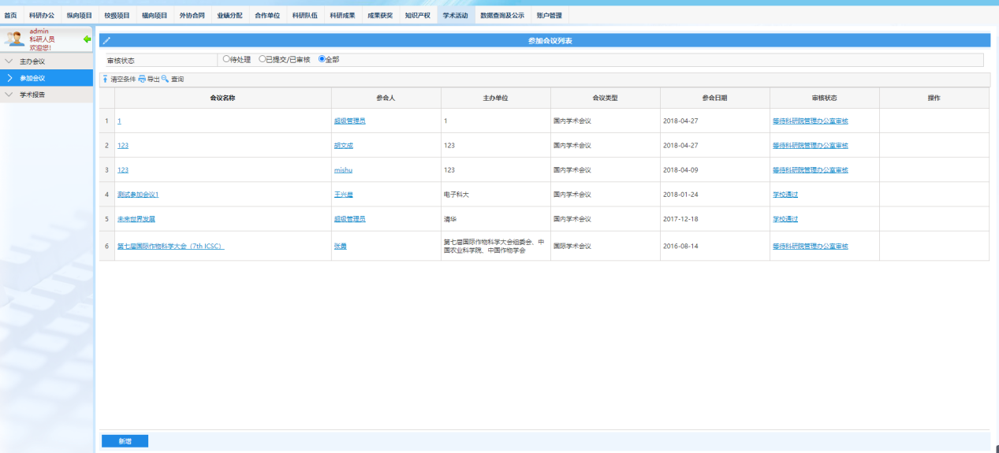 首页 科研办公 纵向项目 校级项目 横向项目 外协合同 业绩分配 合作单位 科研队伍 科研成果 成果获奖 知识产权 学术活动 数据查询及公示 账户管理
admin
科研人员
欢迎您!
主办会议
参加会议
学术报告
参加会议列表
审核状态 待处理 已提交/已审核 全部
清空条件 导出 查询
会议名称 参会人 主办单位 会议类型 参会日期 审核状态 操作
1 1 超级管理员 1 国内学术会议 2018-04-27 等待科研院管理办公室审核
2 123 胡文成 123 国内学术会议 2018-04-27 等待科研院管理办公室审核
3 123 mishu 123 国内学术会议 2018-04-09 等待科研院管理办公室审核
4 测试参加会议1 王兴 电子科大 国内学术会议 2018-01-24 学校通过
5 未来世界发展 超级管理员 清华 国内学术会议 2017-12-18 学校通过
6 第七届国际作物科学大会（7th ICSC） 张 第七届国际作物科学大会组委会、中
国农业科学院、中国作物学会 国际学术会议 2016-08-14 等待科研院管理办公室审核
新增